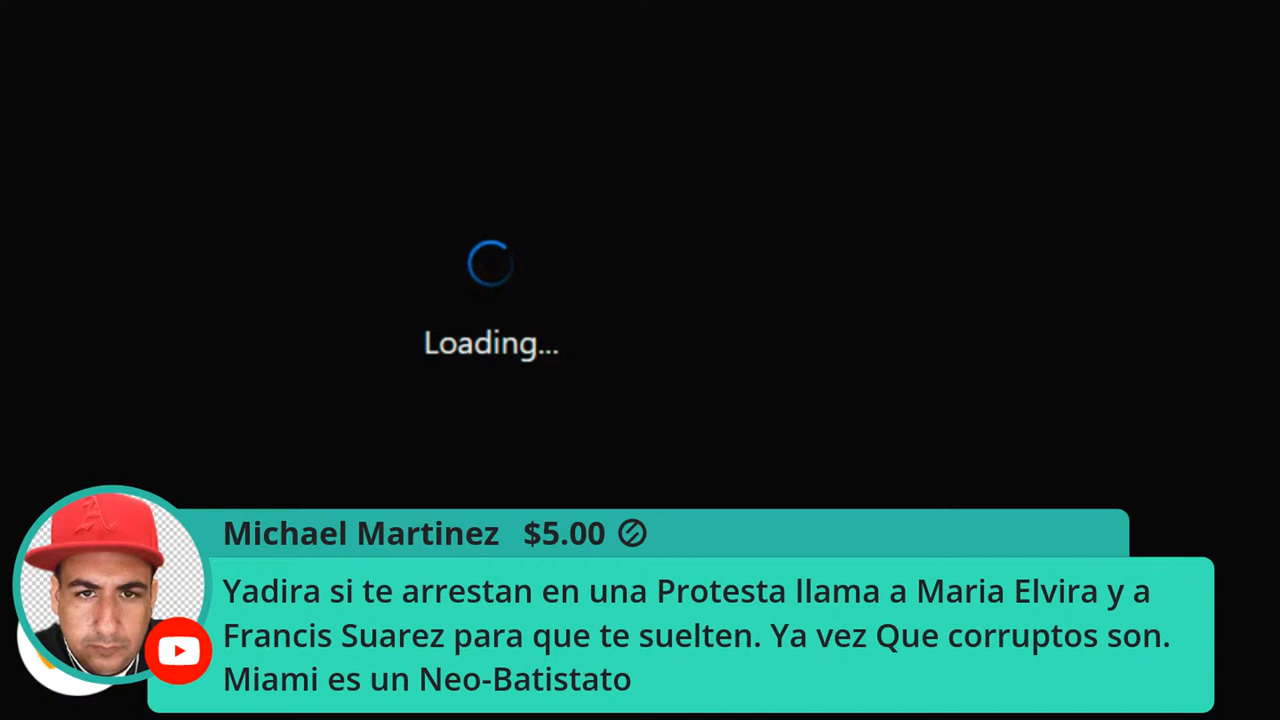 Loading...
Michael Martinez $5.00
Yadira si te arrestan en una Protesta llama a Maria Elvira y a
Francis Suarez para que te suelten. Ya vez Que corruptos son.
Miami es un Neo-Batistato